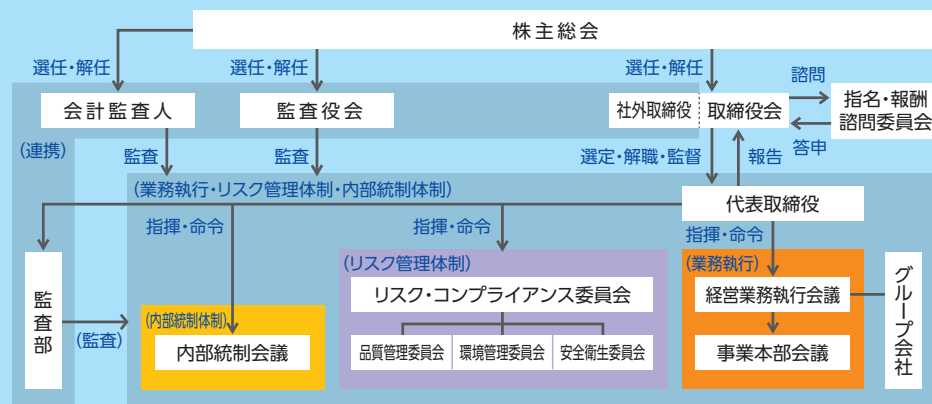 株主総会
選任・解任
選任・解任
選任・解任
諮問
会計監査人
監査役会
社外取締役
取締役会
指名・報酬
諮問委員会
答申
(連携)
監査
監査
選定・解職・監督
報告
(業務執行・リスク管理体制・内部統制体制)
代表取締役
指揮・命令
指揮・命令
指揮・命令
(リスク管理体制)
(業務執行)
監査部
リスク・コンプライアンス委員会
経営業務執行会議
グループ会社
(内部統制体制)
(監査)
内部統制会議
品質管理委員会
環境管理委員会
安全衛生委員会
事業本部会議